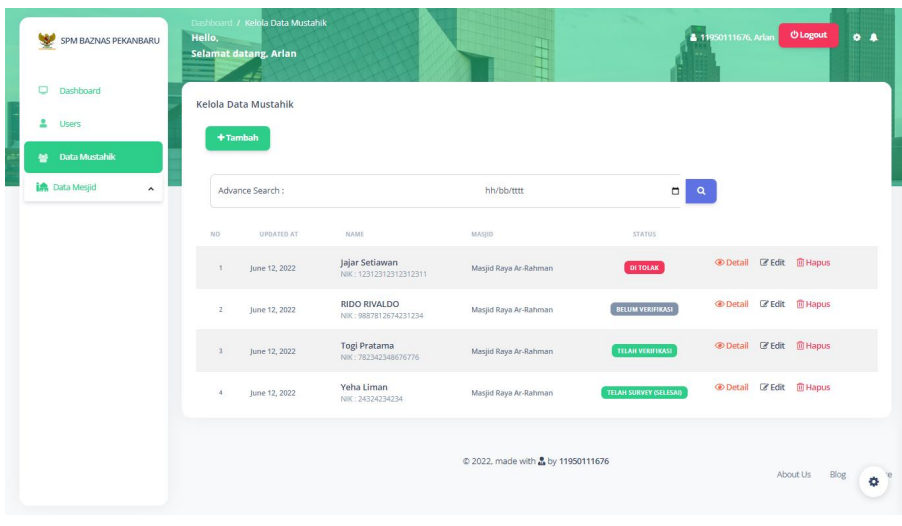 SPM BAZNAS PEKANBARU
Dashboard / Kelola Data Mustahik
Hello,
Selamat datang, Arlan
11950111676, Arlan
Logout
Dashboard
Users
Data Mustahik
Data Mesjid
Kelola Data Mustahik
+Tambah
Advance Search : hh/bb/tttt
NO UPDATED AT NAME MASJID STATUS
1 June 12, 2022 Jajar Setiawan Masjid Raya Ar-Rahman DI TOLAK Detail Edit Hapus
NIK : 12312312312312311
2 June 12, 2022 RIDO RIVALDO Masjid Raya Ar-Rahman BELUM VERIFIKASI Detail Edit Hapus
NIK : 9887812674231234
3 June 12, 2022 Togi Pratama Masjid Raya Ar-Rahman TELAH VERIFIKASI Detail Edit Hapus
NIK : 782342348676776
4 June 12, 2022 Yeha Liman Masjid Raya Ar-Rahman TELAH SURVEY (SELESAI) Detail Edit Hapus
NIK : 24324234234
© 2022, made with by 11950111676
About Us Blog